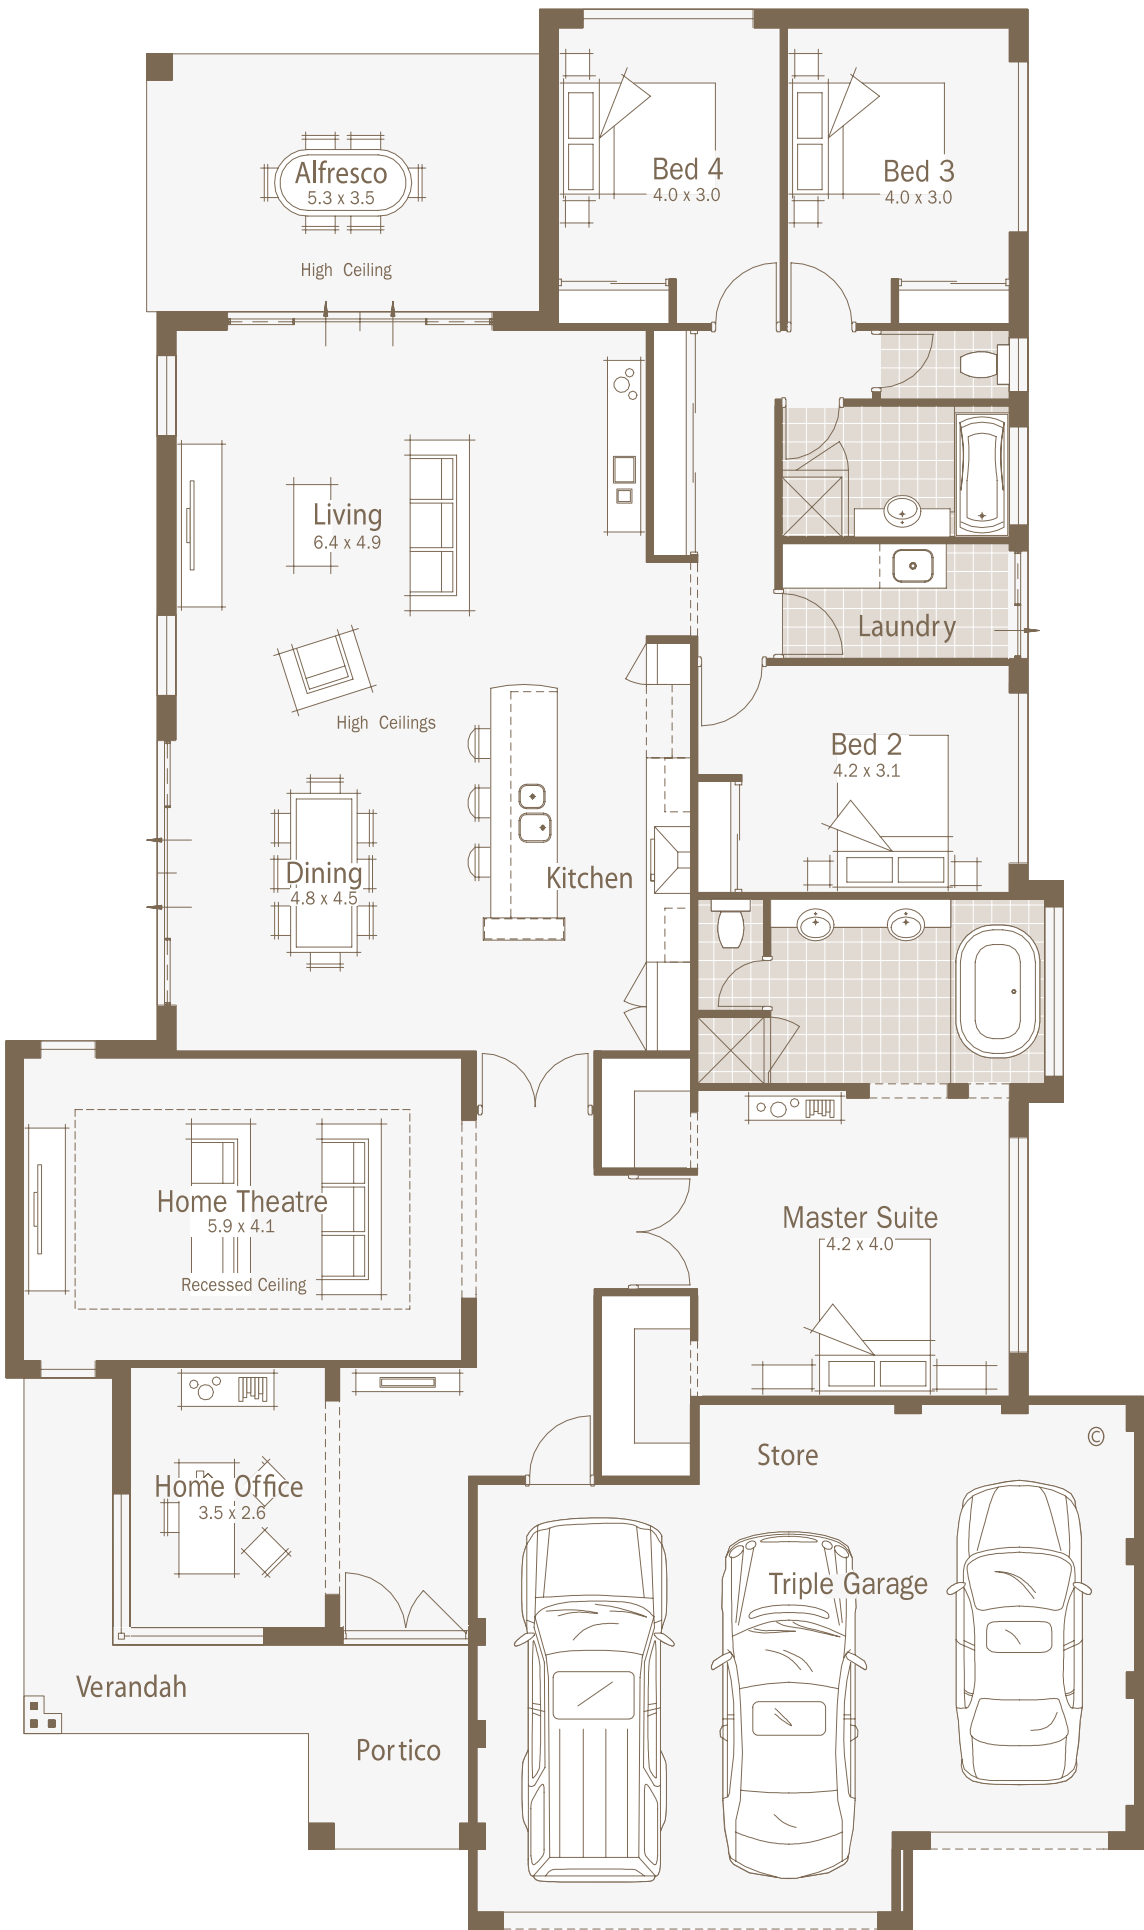 Bed 4
4.0 x 3.0
Bed 3
4.0 x 3.0
Alfresco
5.3 x 3.5
High Ceiling
Living
6.4 x 4.9
Laundry
High Ceilings
Bed 2
4.2 x 3.1
Dining
4.8 x 4.5
Kitchen
Home Theatre
5.9 x 4.1
Recessed Ceiling
Master Suite
4.2 x 4.0
Store
©
Home Office
3.5 x 2.6
Triple Garage
Verandah
Portico